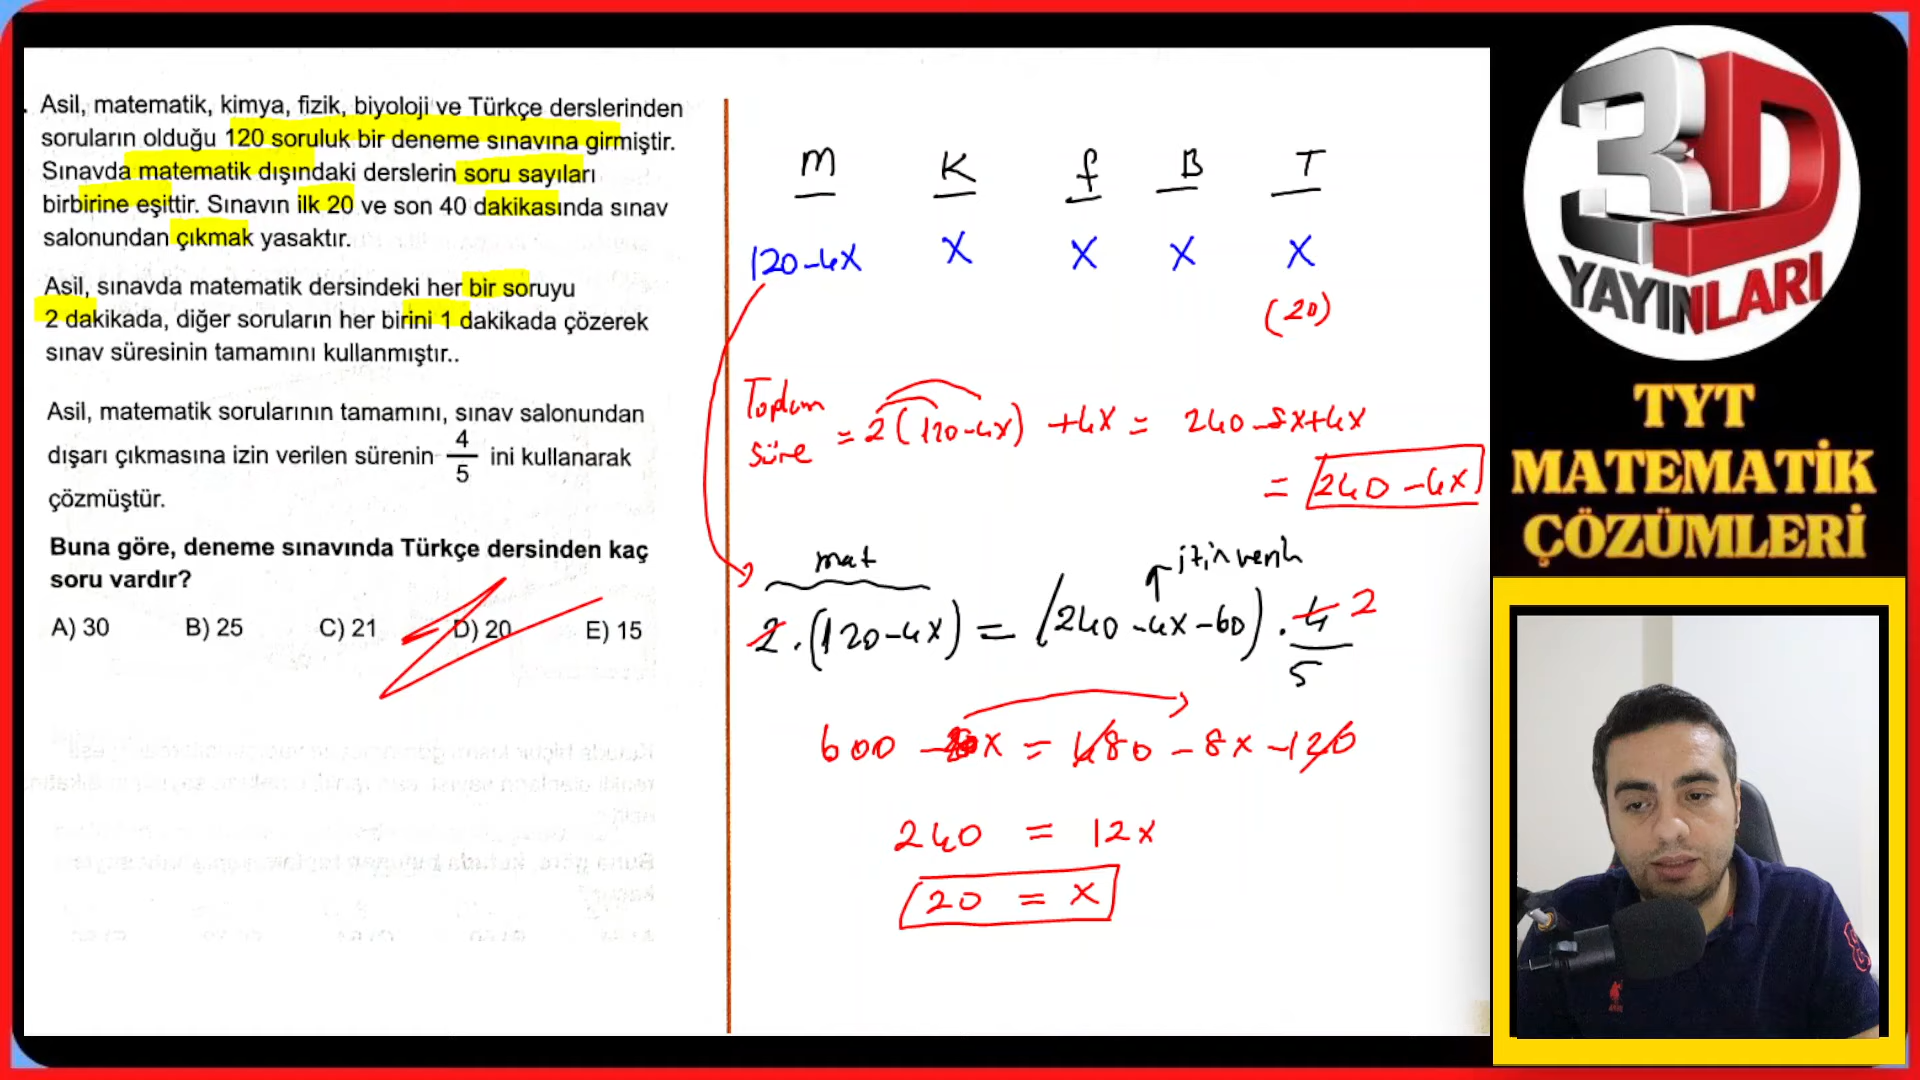 Asil, matematik, kimya, fizik, biyoloji ve Türkçe derslerinden
soruların olduğu 120 soruluk bir deneme sınavına girmiştir.
Sınavda matematik dışındaki derslerin soru sayıları
birbirine eşittir. Sınavın ilk 20 ve son 40 dakikasında sınav
salonundan çıkmak yasaktır.
Asil, sınavda matematik dersindeki her bir soruyu
2 dakikada, diğer soruların her birini 1 dakikada çözerek
sınav süresinin tamamını kullanmıştır..
Asil, matematik sorularının tamamını, sınav salonundan
dışarı çıkmasına izin verilen sürenin 4/5 ini kullanarak
çözmüştür.
Buna göre, deneme sınavında Türkçe dersinden kaç
soru vardır?
A) 30 B) 25 C) 21 D) 20 E) 15
M K f B T
120-4x x x x x
(20)
Toplam
süre = 2(120-4x) +4x = 240-8x+4x
= 240-4x
mat izin verilen
2.(120-4x) = (240-4x-60).4/5 2
600 - 20x = 480 - 8x - 120
240 = 12x
20 = x
3D
YAYINLARI
TYT
MATEMATİK
ÇÖZÜMLERİ